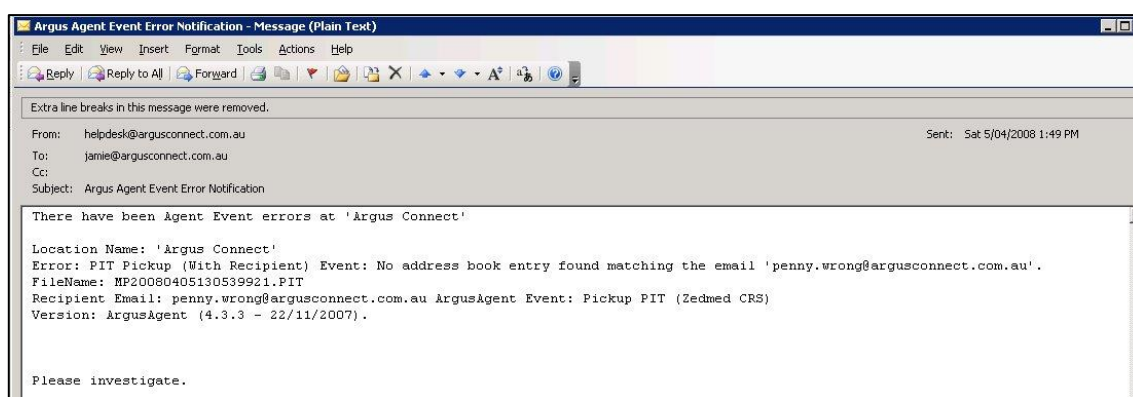 Argus Agent Event Error Notification - Message (Plain Text)
File Edit View Insert Format Tools Actions Help
Reply Reply to All Forward
Extra line breaks in this message were removed.
From: helpdesk@argusconnect.com.au Sent: Sat 5/04/2008 1:49 PM
To: jamie@argusconnect.com.au
Cc:
Subject: Argus Agent Event Error Notification
There have been Agent Event errors at 'Argus Connect'
Location Name: 'Argus Connect'
Error: PIT Pickup (With Recipient) Event: No address book entry found matching the email 'penny.wrong@argusconnect.com.au'.
FileName: MP20080405130539921.PIT
Recipient Email: penny.wrong@argusconnect.com.au ArgusAgent Event: Pickup PIT (Zedmed CRS)
Version: ArgusAgent (4.3.3 - 22/11/2007).
Please investigate.